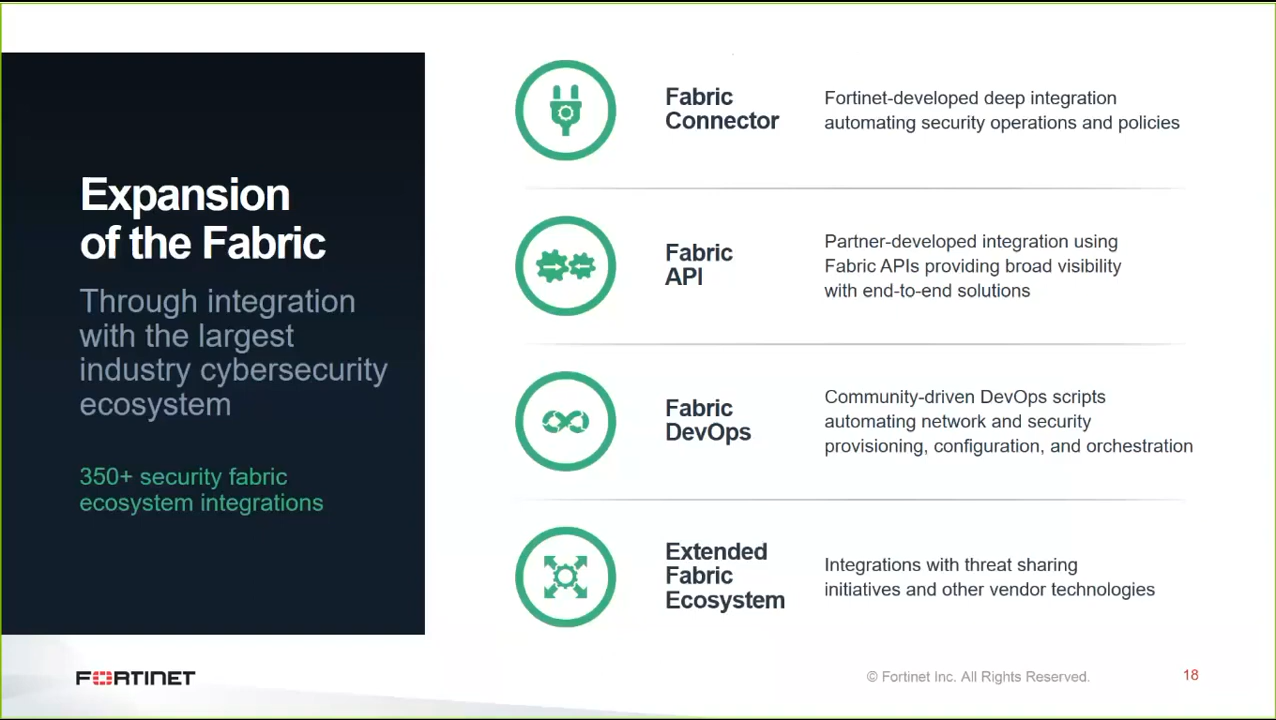 Expansion
of the Fabric
Through integration
with the largest
industry cybersecurity
ecosystem
350+ security fabric
ecosystem integrations
Fabric
Connector
Fortinet-developed deep integration
automating security operations and policies
Fabric
API
Partner-developed integration using
Fabric APIs providing broad visibility
with end-to-end solutions
Fabric
DevOps
Community-driven DevOps scripts
automating network and security
provisioning, configuration, and orchestration
Extended
Fabric
Ecosystem
Integrations with threat sharing
initiatives and other vendor technologies
FORTINET
© Fortinet Inc. All Rights Reserved.
18